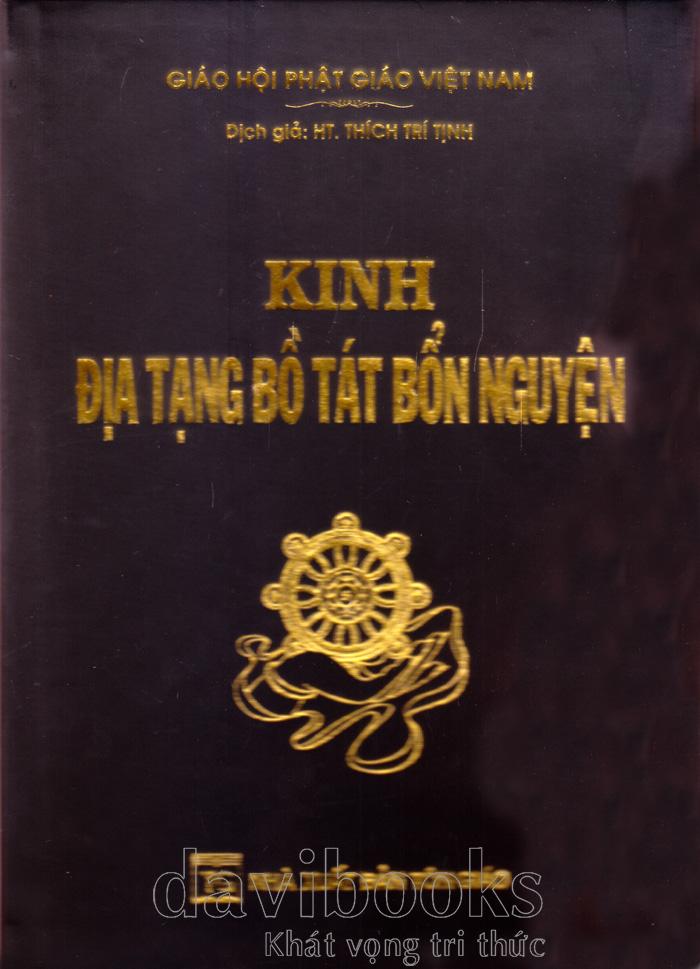 GIÁO HỘI PHẬT GIÁO VIỆT NAM
Dịch giả: HT. THÍCH TRÍ TỊNH
KINH
ĐỊA TẠNG BỒ TÁT BỔN NGUYỆN
davibooks
Khát vọng tri thức